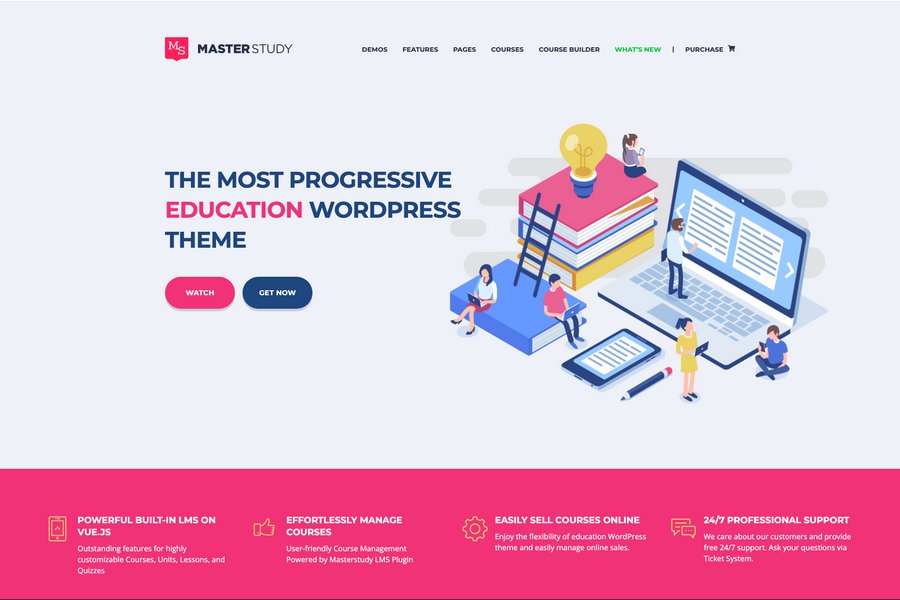 MS MASTERSTUDY
DEMOS FEATURES PAGES COURSES COURSE BUILDER WHAT'S NEW | PURCHASE
THE MOST PROGRESSIVE
EDUCATION WORDPRESS
THEME
WATCH GET NOW
POWERFUL BUILT-IN LMS ON
VUE.JS
Outstanding features for highly
customizable Courses, Units, Lessons, and
Quizzes
EFFORTLESSLY MANAGE
COURSES
User-friendly Course Management
Powered by Masterstudy LMS Plugin
EASILY SELL COURSES ONLINE
Enjoy the flexibility of education WordPress
theme and easily manage online sales.
24/7 PROFESSIONAL SUPPORT
We care about our customers and provide
free 24/7 support. Ask your questions via
Ticket System.